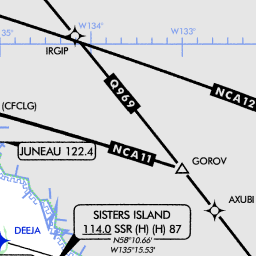 W134°
W133°
35°
IRGIP
Q969
NCA12
(CFCLG)
NCA11
JUNEAU 122.4
GOROV
AXUBI
SISTERS ISLAND
114.0 SSR (H) (H) 87
N58°10.66'
W135°15.53'
DEEJA